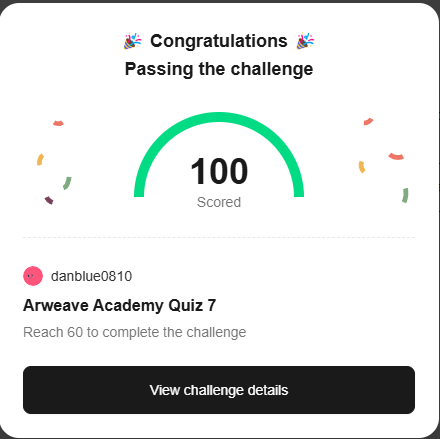 🎉 Congratulations 🎉
Passing the challenge
100
Scored
danblue0810
Arweave Academy Quiz 7
Reach 60 to complete the challenge
View challenge details